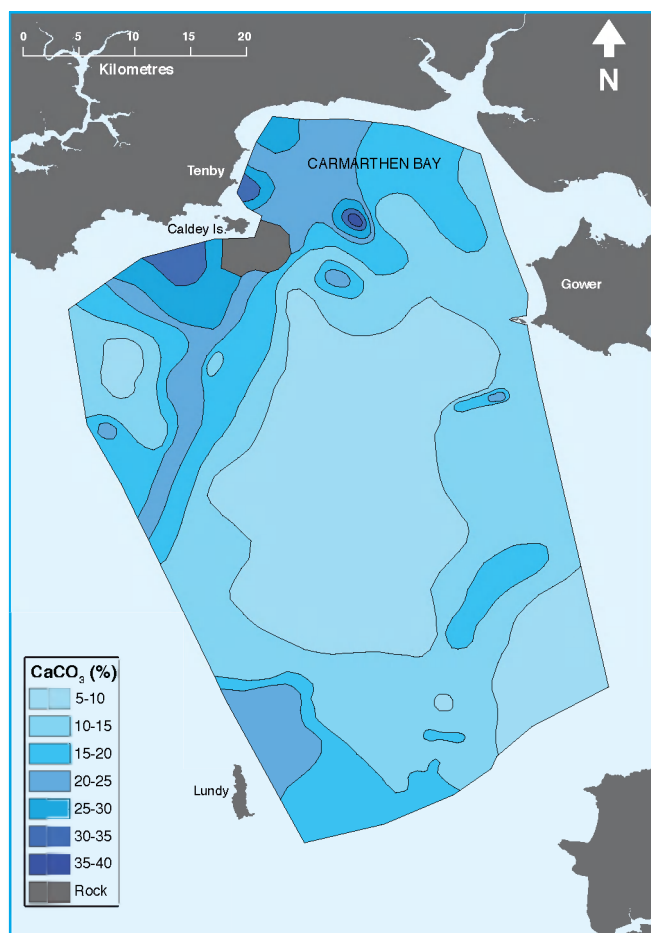 0 5 10 15 20
Kilometres
N
CARMARTHEN BAY
Tenby
Caldey Is.
Gower
CaCO₃ (%)
5-10
10-15
15-20
20-25
25-30
30-35
35-40
Rock
Lundy